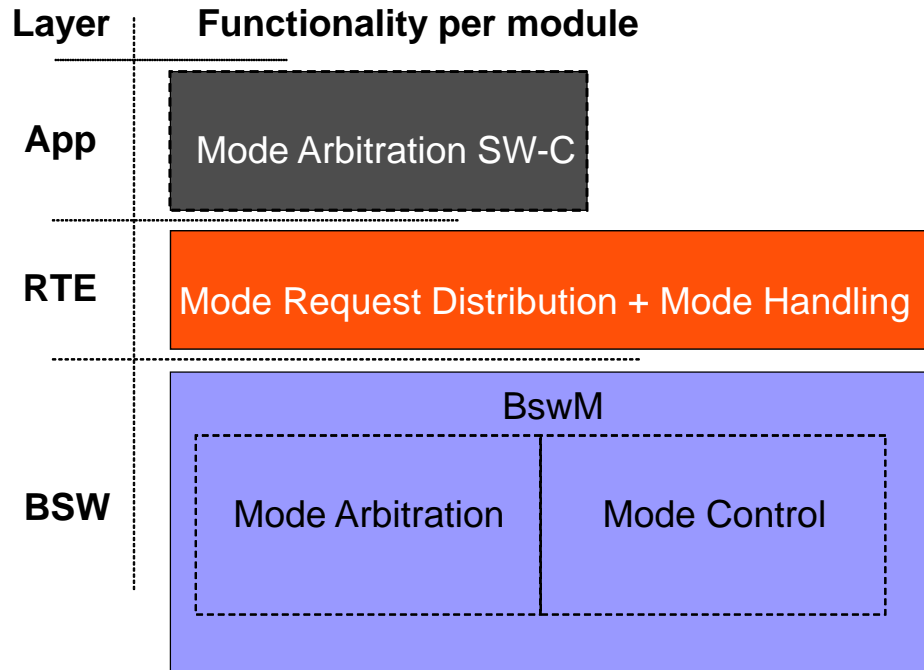 Layer Functionality per module
App Mode Arbitration SW-C
RTE Mode Request Distribution + Mode Handling
BswM
BSW Mode Arbitration Mode Control